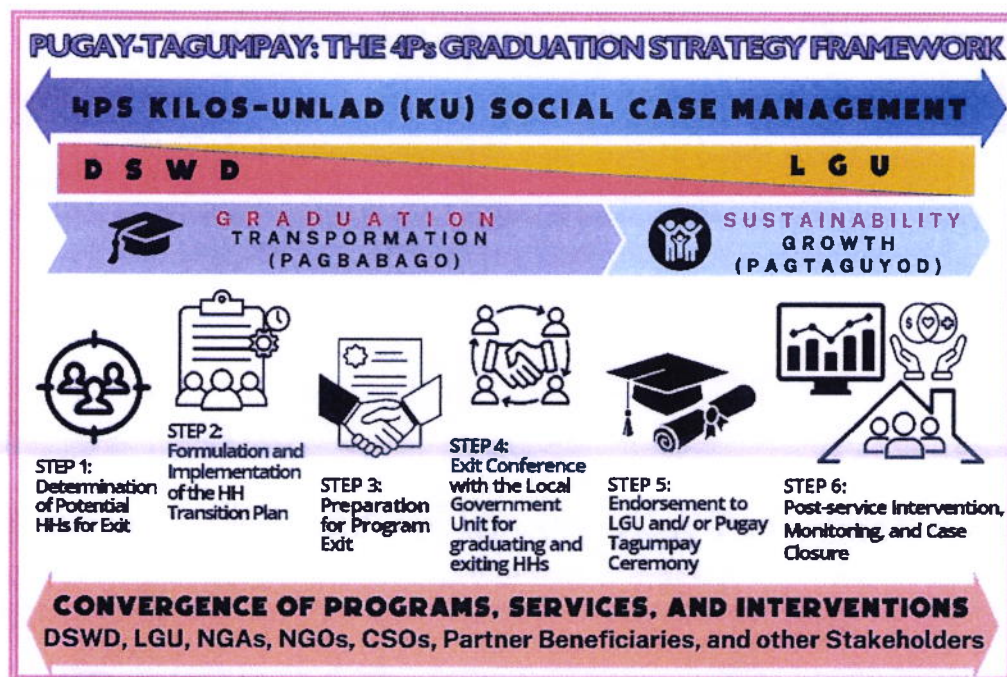 PUGAY-TAGUMPAY: THE 4Ps GRADUATION STRATEGY FRAMEWORK
4PS KILOS-UNLAD (KU) SOCIAL CASE MANAGEMENT
DSWD
LGU
GRADUATION
TRANSPORMATION
(PAGBABAGO)
SUSTAINABILITY
GROWTH
(PAGTAGUYOD)
STEP 1:
Determination
of Potential
HHs for Exit
STEP 2:
Formulation and
Implementation
of the HH
Transition Plan
STEP 3:
Preparation
for Program
Exit
STEP 4:
Exit Conference
with the Local
Government
Unit for
graduating and
exiting HHs
STEP 5:
Endorsement to
LGU and/ or Pugay
Tagumpay
Ceremony
STEP 6:
Post-service Intervention,
Monitoring, and Case
Closure
CONVERGENCE OF PROGRAMS, SERVICES, AND INTERVENTIONS
DSWD, LGU, NGAs, NGOs, CSOs, Partner Beneficiaries, and other Stakeholders